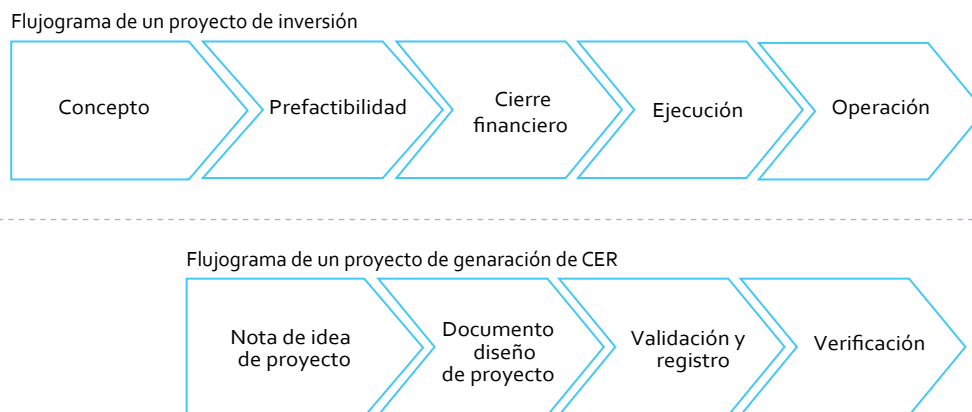 Flujograma de un proyecto de inversión
Concepto
Prefactibilidad
Cierre
financiero
Ejecución
Operación
Flujograma de un proyecto de genaración de CER
Nota de idea
de proyecto
Documento
diseño
de proyecto
Validación y
registro
Verificación